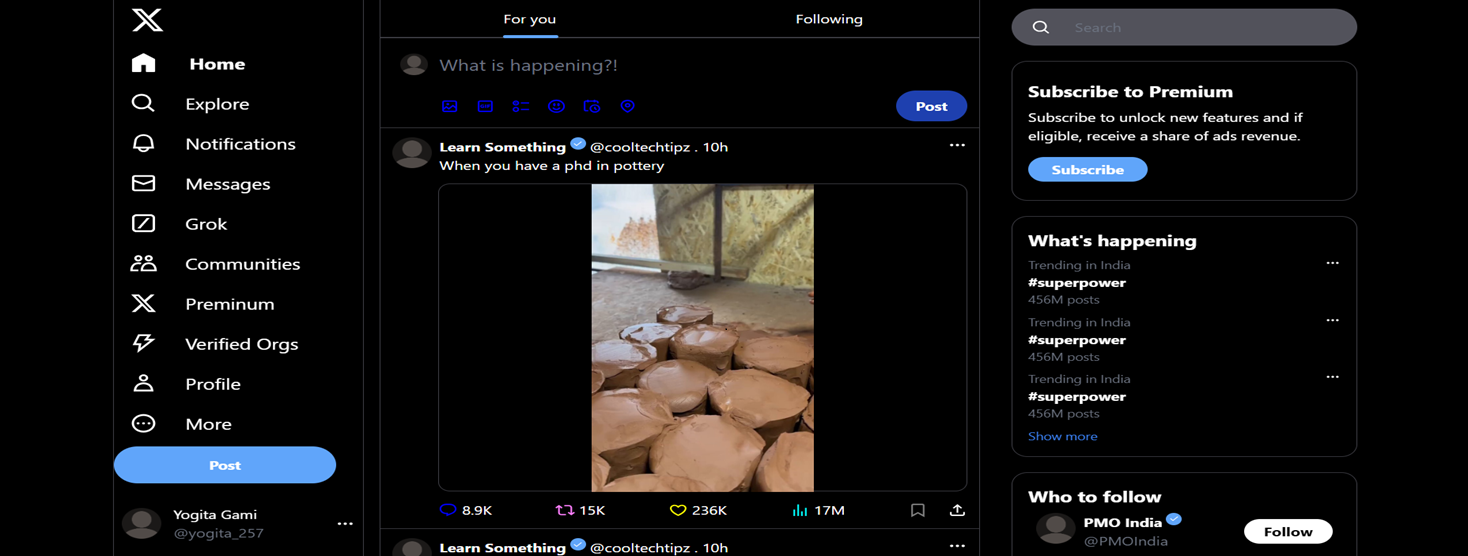 Home
Explore
Notifications
Messages
Grok
Communities
Preminum
Verified Orgs
Profile
More
Post
Yogita Gami
@yogita_257
For you
Following
What is happening?!
Post
Learn Something @cooltechtipz . 10h
When you have a phd in pottery
8.9K 15K 236K 17M
Learn Something @cooltechtipz . 10h
Search
Subscribe to Premium
Subscribe to unlock new features and if
eligible, receive a share of ads revenue.
Subscribe
What's happening
Trending in India
#superpower
456M posts
Trending in India
#superpower
456M posts
Trending in India
#superpower
456M posts
Show more
Who to follow
PMO India
@PMOIndia
Follow